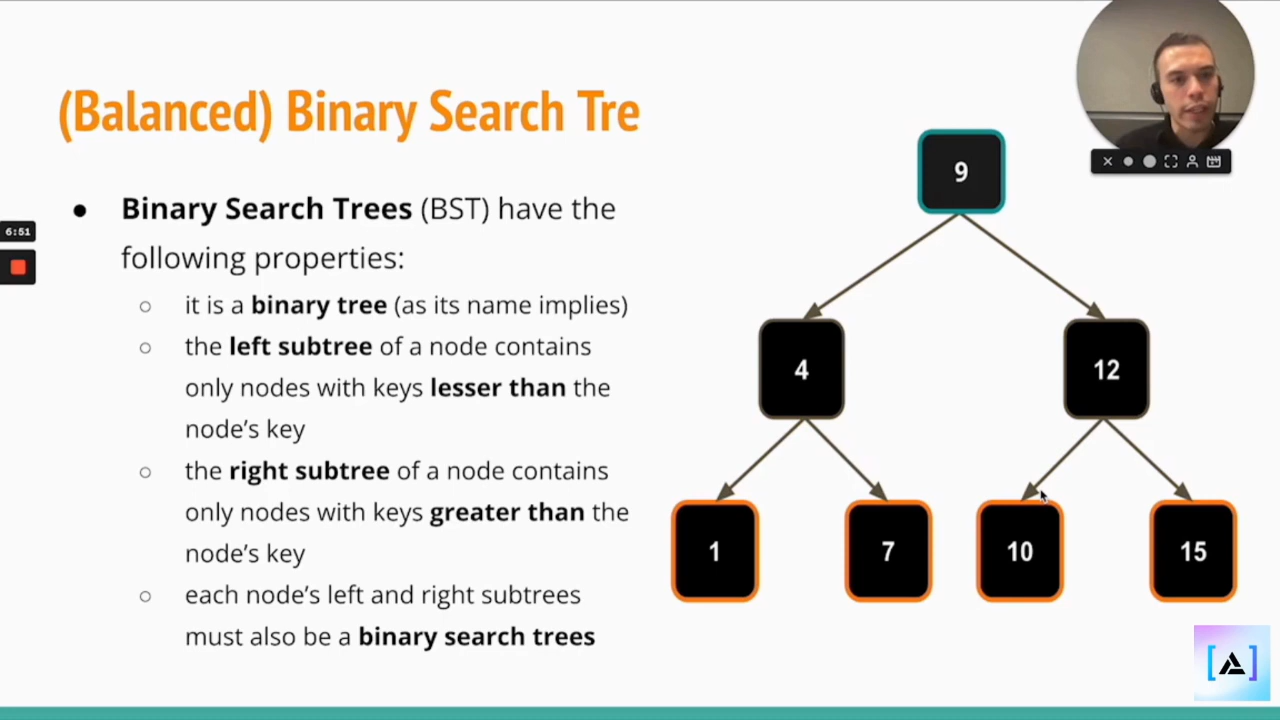 (Balanced) Binary Search Tre
● Binary Search Trees (BST) have the
following properties:
○ it is a binary tree (as its name implies)
○ the left subtree of a node contains
only nodes with keys lesser than the
node’s key
○ the right subtree of a node contains
only nodes with keys greater than the
node’s key
○ each node’s left and right subtrees
must also be a binary search trees
6:51
9
4
12
1
7
10
15